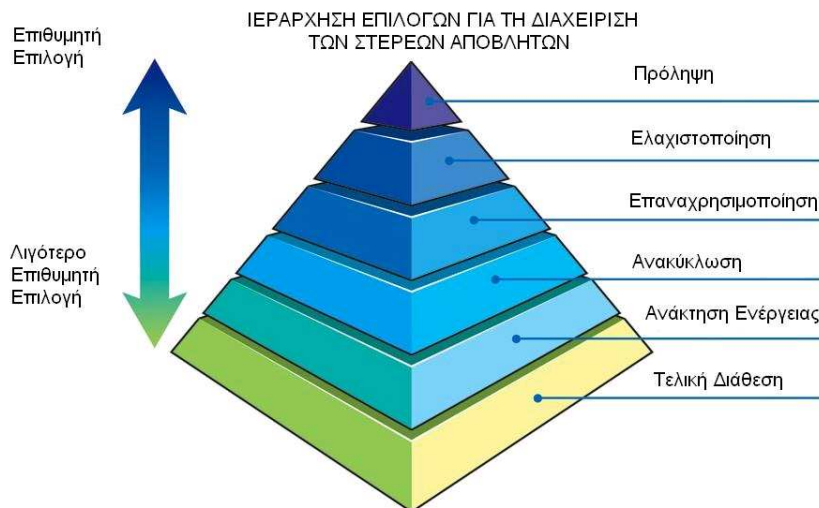 ΙΕΡΑΡΧΗΣΗ ΕΠΙΛΟΓΩΝ ΓΙΑ ΤΗ ΔΙΑΧΕΙΡΙΣΗ
ΤΩΝ ΣΤΕΡΕΩΝ ΑΠΟΒΛΗΤΩΝ
Επιθυμητή
Επιλογή
Πρόληψη
Ελαχιστοποίηση
Επαναχρησιμοποίηση
Λιγότερο
Επιθυμητή
Επιλογή
Ανακύκλωση
Ανάκτηση Ενέργειας
Τελική Διάθεση